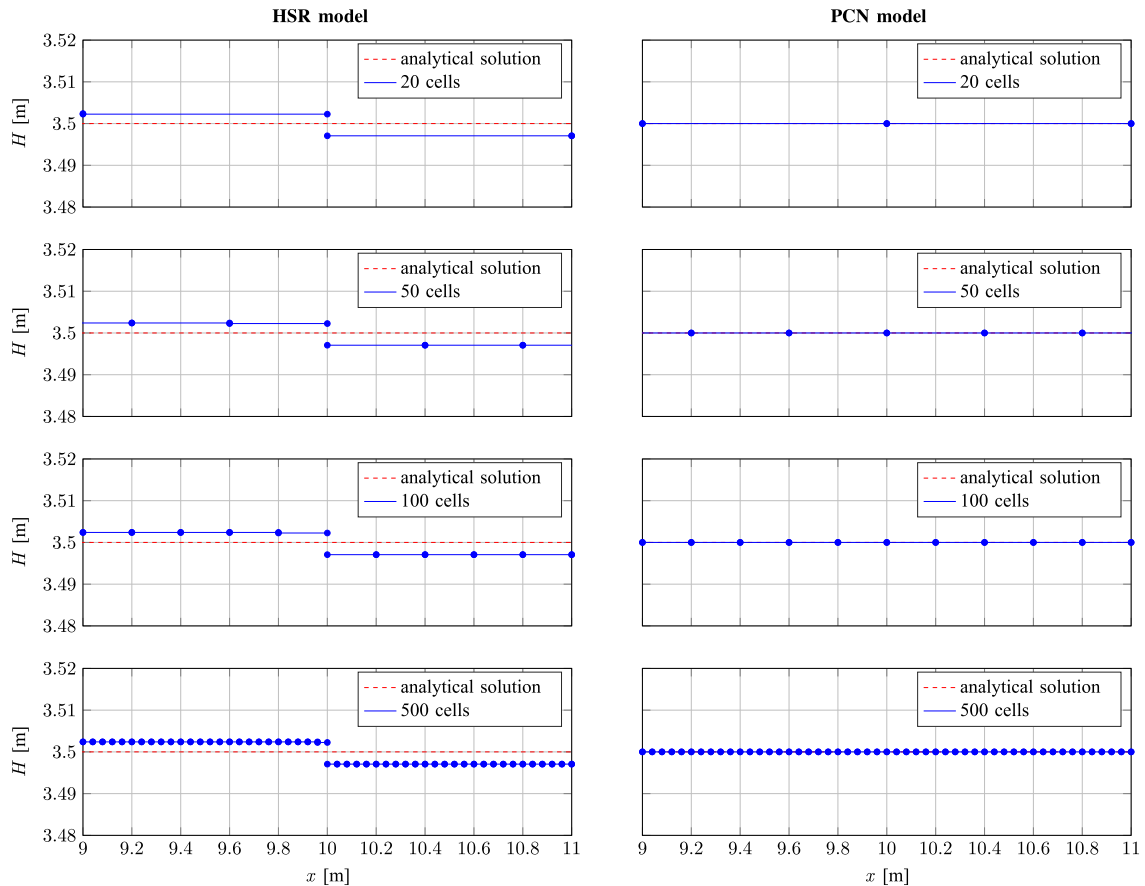 HSR model
PCN model
3.52
3.51
3.5
3.49
3.48
H [m]
analytical solution
20 cells
analytical solution
20 cells
3.52
3.51
3.5
3.49
3.48
H [m]
analytical solution
50 cells
analytical solution
50 cells
3.52
3.51
3.5
3.49
3.48
H [m]
analytical solution
100 cells
analytical solution
100 cells
3.52
3.51
3.5
3.49
3.48
H [m]
analytical solution
500 cells
analytical solution
500 cells
9 9.2 9.4 9.6 9.8 10 10.2 10.4 10.6 10.8 11
9 9.2 9.4 9.6 9.8 10 10.2 10.4 10.6 10.8 11
x [m]
x [m]